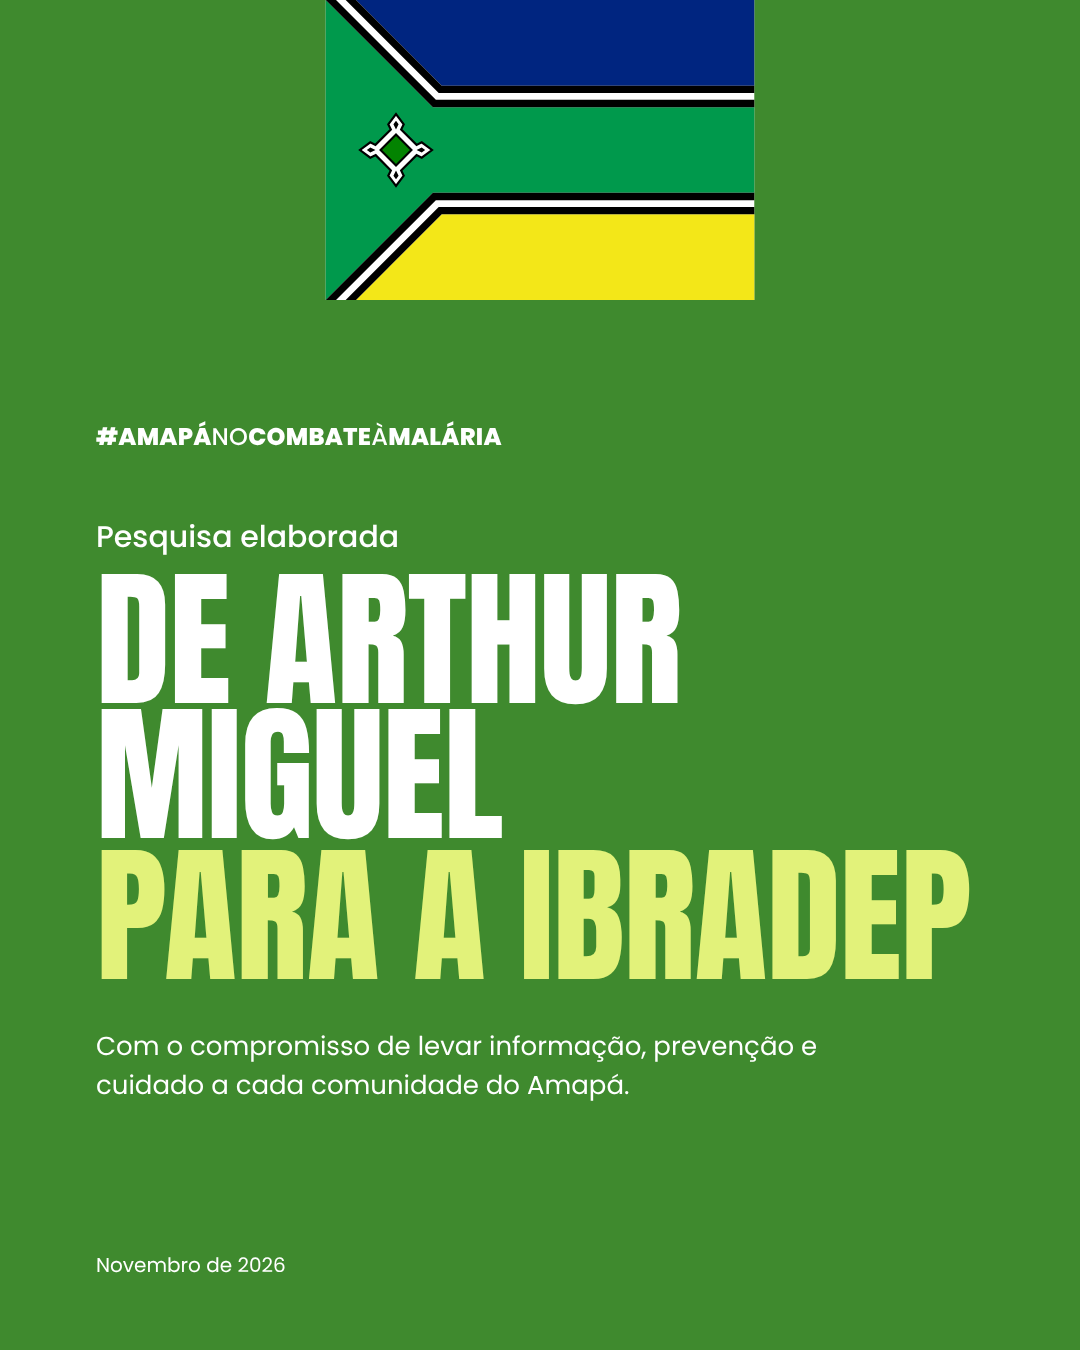 #AMAPÁNOCOMBATEÀMALÁRIA
Pesquisa elaborada
DE ARTHUR
MIGUEL
PARA A IBRADEP
Com o compromisso de levar informação, prevenção e
cuidado a cada comunidade do Amapá.
Novembro de 2026